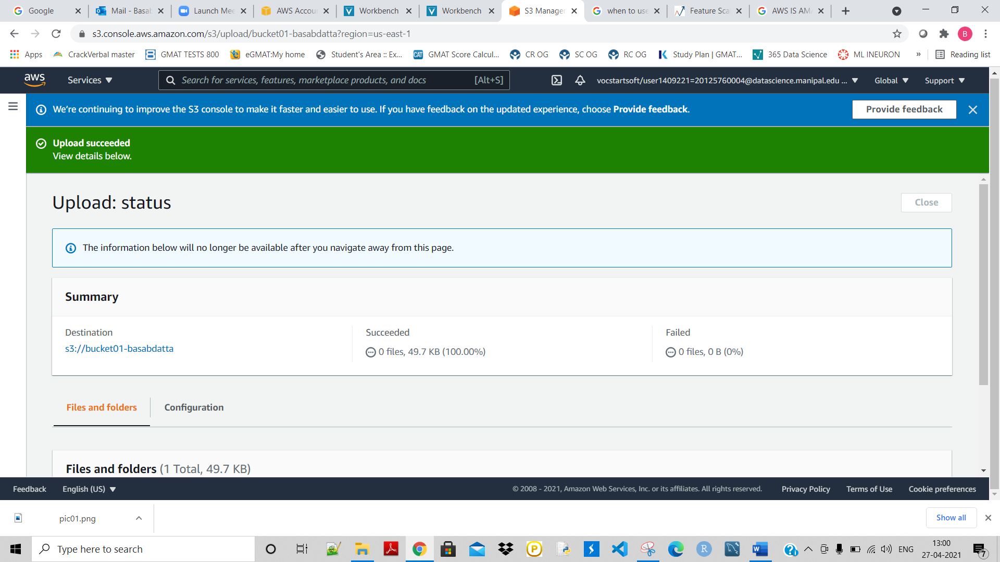 Google
Mail - Basab
Launch Mee
AWS Accou
Workbench
Workbench
S3 Manager
when to use
Feature Sca
AWS IS AMA
s3.console.aws.amazon.com/s3/upload/bucket01-basabdatta?region=us-east-1
B
Apps
CrackVerbal master
GMAT TESTS 800
eGMAT:My home
Student's Area :: Ex...
CAT
GMAT Score Calcul...
CR OG
SC OG
RC OG
Study Plan | GMAT...
365 Data Science
ML INEURON
»
Reading list
aws
Services
Search for services, features, marketplace products, and docs
[Alt+S]
vocstartsoft/user1409221=20125760004@datascience.manipal.edu ...
Global
Support
We're continuing to improve the S3 console to make it faster and easier to use. If you have feedback on the updated experience, choose Provide feedback.
Provide feedback
Upload succeeded
View details below.
Upload: status
Close
The information below will no longer be available after you navigate away from this page.
Summary
Destination
Succeeded
Failed
s3://bucket01-basabdatta
0 files, 49.7 KB (100.00%)
0 files, 0 B (0%)
Files and folders
Configuration
Files and folders (1 Total, 49.7 KB)
Feedback
English (US)
© 2008 - 2021, Amazon Web Services, Inc. or its affiliates. All rights reserved.
Privacy Policy
Terms of Use
Cookie preferences
pic01.png
Show all
Type here to search
ENG
13:00
27-04-2021
7